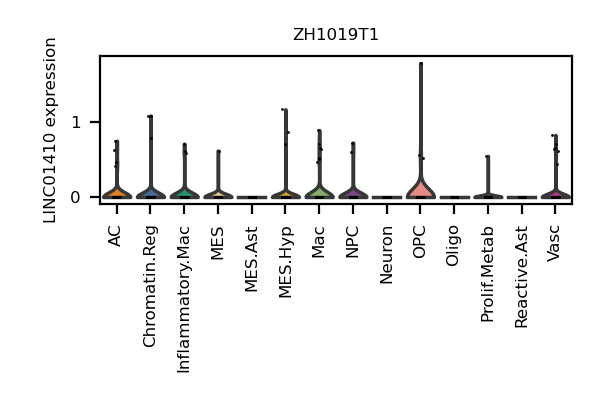 ZH1019T1
LINC01410 expression
1
0
AC
Chromatin.Reg
Inflammatory.Mac
MES
MES.Ast
MES.Hyp
Mac
NPC
Neuron
OPC
Oligo
Prolif.Metab
Reactive.Ast
Vasc